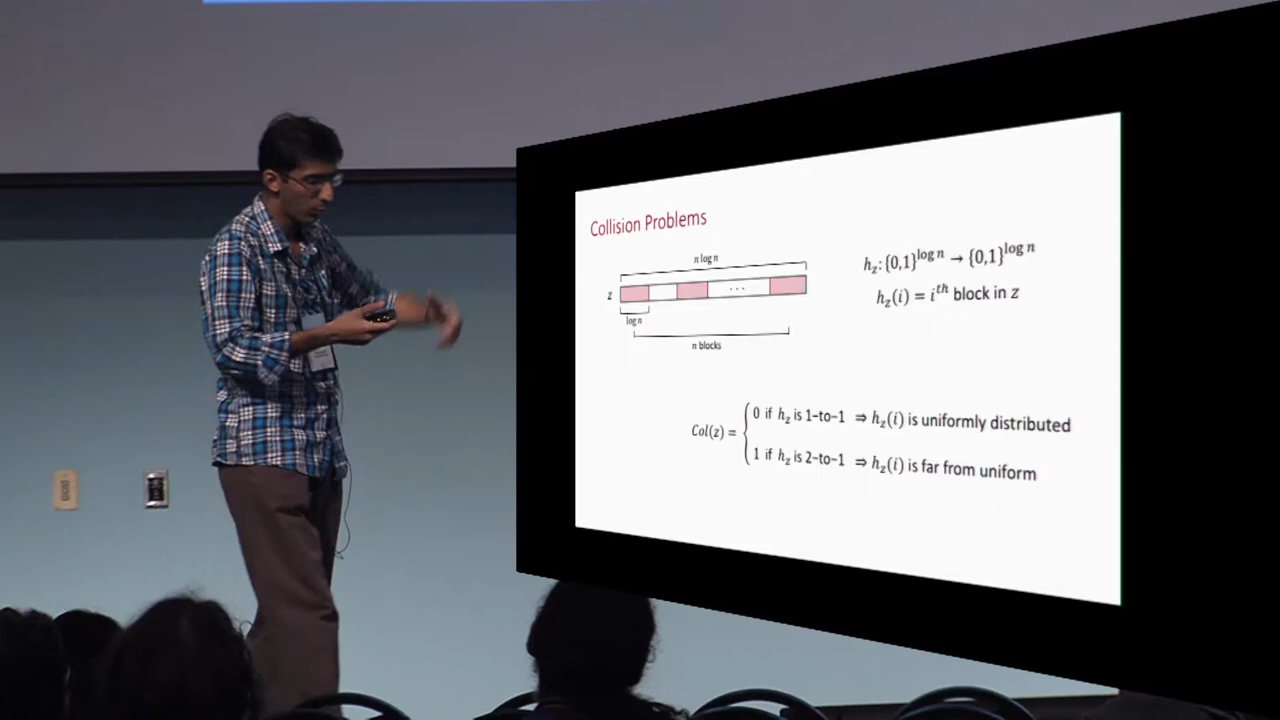 Collision Problems
n log n
z
...
log n
n blocks
h_z: {0,1}^{log n} → {0,1}^{log n}
h_z(i) = i^{th} block in z
Col(z) =
0 if h_z is 1-to-1 ⇒ h_z(i) is uniformly distributed
1 if h_z is 2-to-1 ⇒ h_z(i) is far from uniform